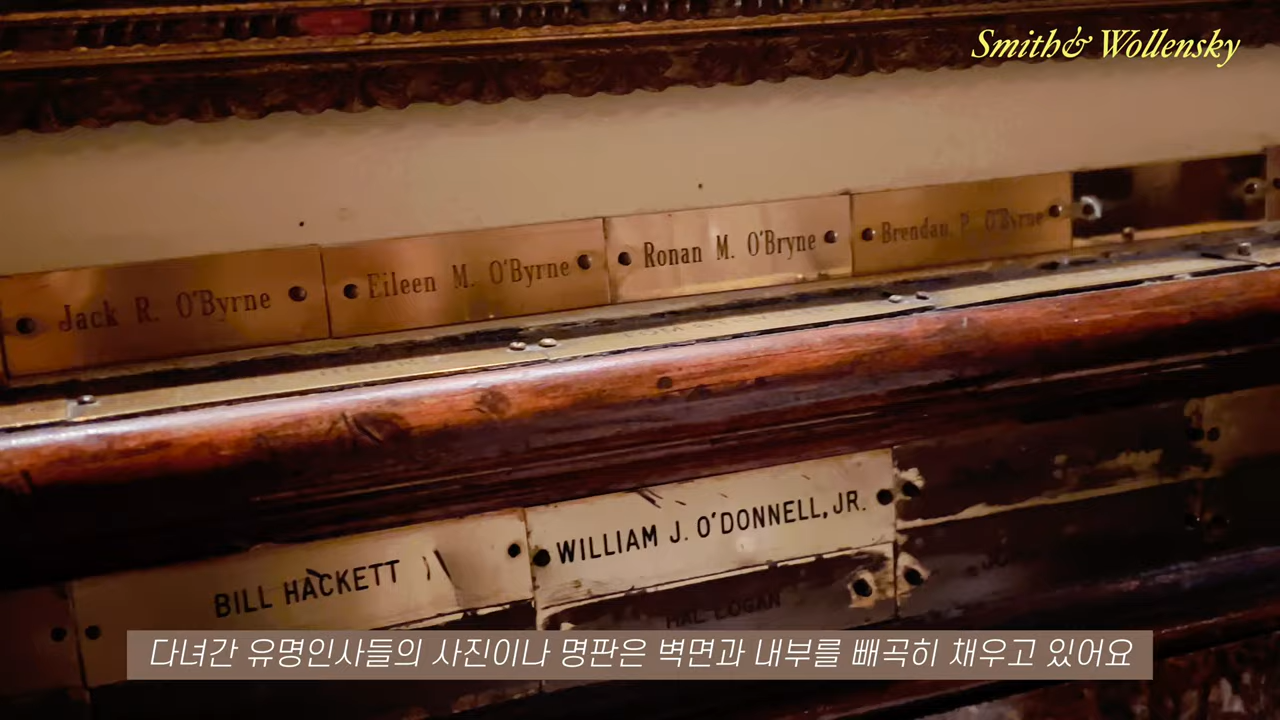 Smith & Wollensky
Jack R. O'Byrne
Eileen M. O'Byrne
Ronan M. O'Bryne
Brendan P. O'Byrne
BILL HACKETT
WILLIAM J. O'DONNELL, JR.
HAL LOGAN
다녀간 유명인사들의 사진이나 명판은 벽면과 내부를 빼곡히 채우고 있어요